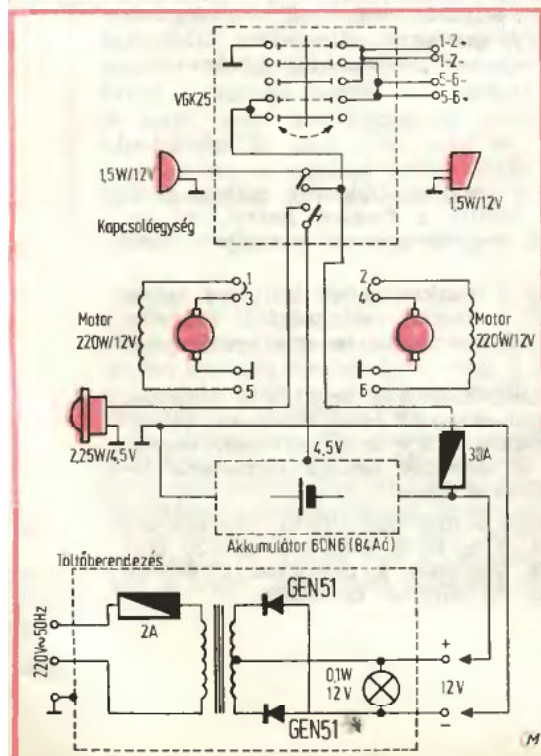 1-2-
VGK25
1-2-
5-6-
5-6-
1,5W/12V
1,5W/12V
Kapcsolóegység
1
2
3
4
Motor
220W/12V
Motor
220W/12V
5
6
2,25W/4,5V
4,5V
30A
Akkumulátor 6DN6 (84Aó)
Töltőberendezés
GEN51
2A
220V~50Hz
0,1W
12V
+
12V
−
GEN51
M